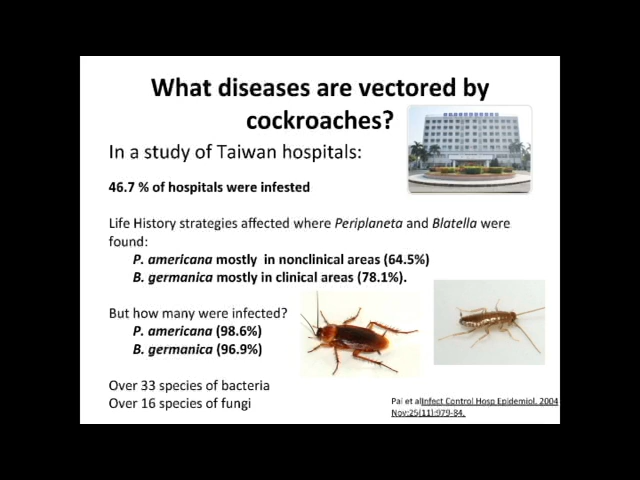 What diseases are vectored by
cockroaches?
In a study of Taiwan hospitals:
46.7 % of hospitals were infested
Life History strategies affected where Periplaneta and Blatella were
found:
P. americana mostly in nonclinical areas (64.5%)
B. germanica mostly in clinical areas (78.1%).
But how many were infected?
P. americana (98.6%)
B. germanica (96.9%)
Over 33 species of bacteria
Over 16 species of fungi
Pai et alInfect Control Hosp Epidemiol. 2004
Nov;25(11):979-84.